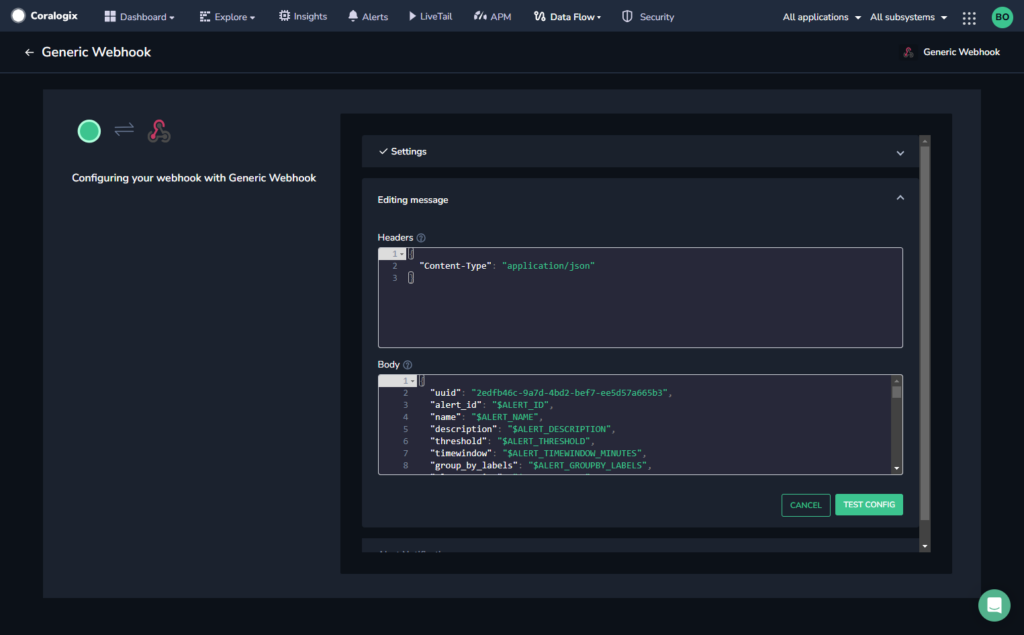 Coralogix Dashboard Explore Insights Alerts LiveTail APM Data Flow Security All applications All subsystems BO
← Generic Webhook Generic Webhook
Configuring your webhook with Generic Webhook
Settings
Editing message
Headers
1 {
2 "Content-Type": "application/json"
3 }
Body
1 {
2 "uuid": "2edfb46c-9a7d-4bd2-bef7-ee5d57a665b3",
3 "alert_id": "$ALERT_ID",
4 "name": "$ALERT_NAME",
5 "description": "$ALERT_DESCRIPTION",
6 "threshold": "$ALERT_THRESHOLD",
7 "timewindow": "$ALERT_TIMEWINDOW_MINUTES",
8 "group_by_labels": "$ALERT_GROUPBY_LABELS",
CANCEL TEST CONFIG